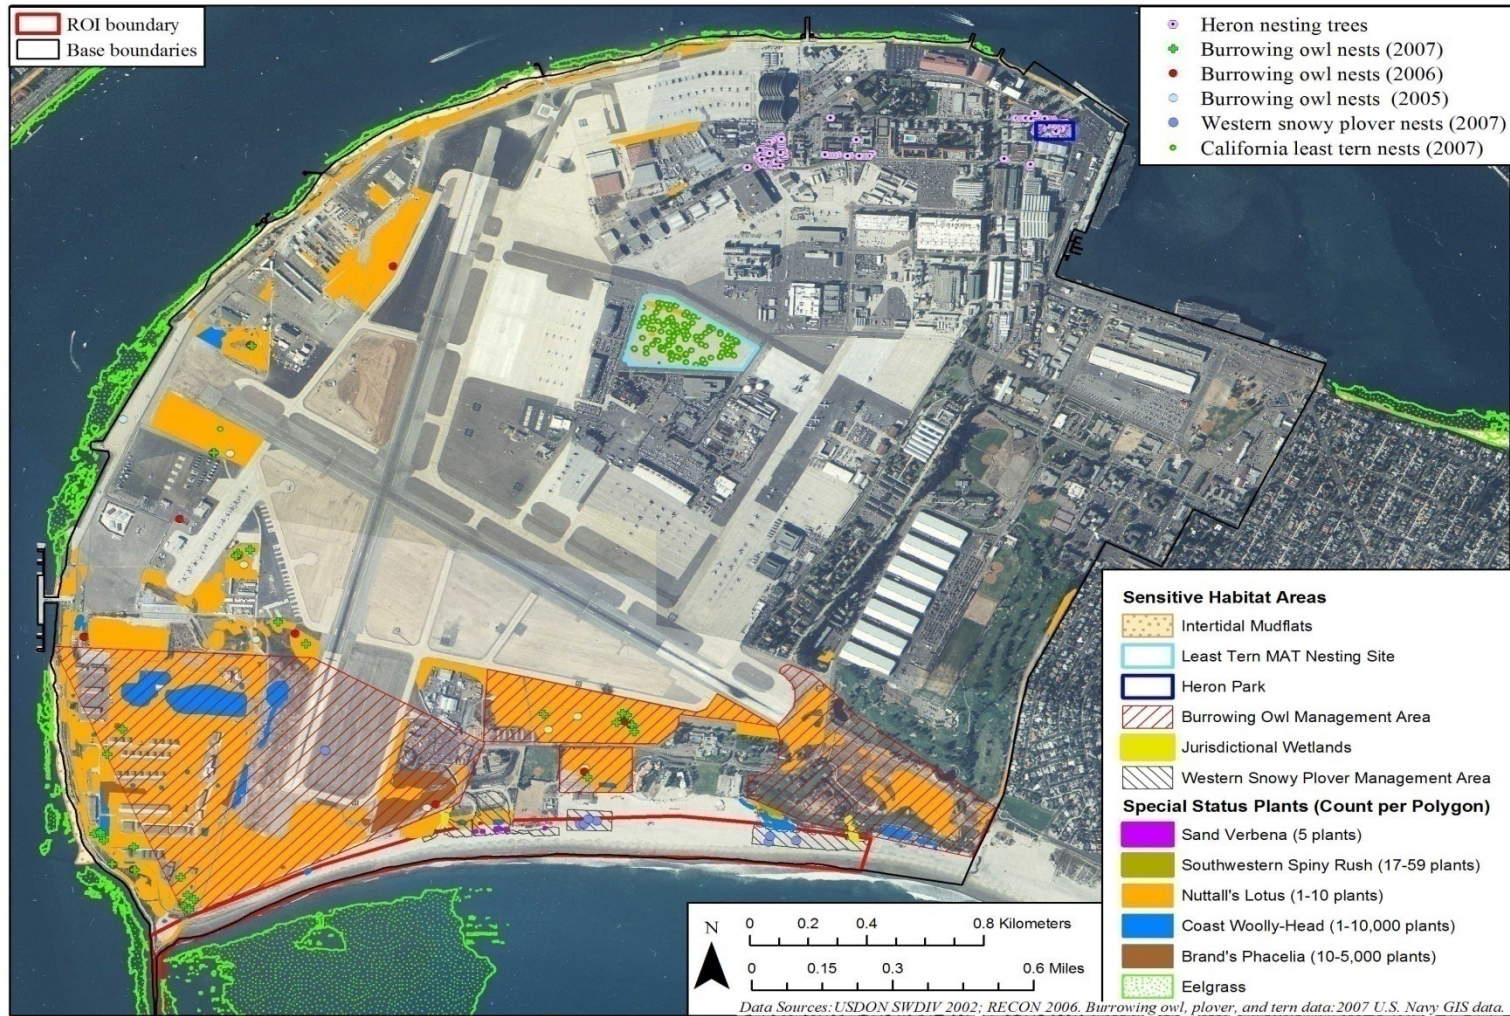 ROI boundary
Base boundaries
Heron nesting trees
Burrowing owl nests (2007)
Burrowing owl nests (2006)
Burrowing owl nests (2005)
Western snowy plover nests (2007)
California least tern nests (2007)
Sensitive Habitat Areas
Intertidal Mudflats
Least Tern MAT Nesting Site
Heron Park
Burrowing Owl Management Area
Jurisdictional Wetlands
Western Snowy Plover Management Area
Special Status Plants (Count per Polygon)
Sand Verbena (5 plants)
Southwestern Spiny Rush (17-59 plants)
Nuttall's Lotus (1-10 plants)
Coast Woolly-Head (1-10,000 plants)
Brand's Phacelia (10-5,000 plants)
Eelgrass
N
0 0.2 0.4 0.8 Kilometers
0 0.15 0.3 0.6 Miles
Data Sources: USDON SWDIV 2002; RECON 2006. Burrowing owl, plover, and tern data: 2007 U.S. Navy GIS data.